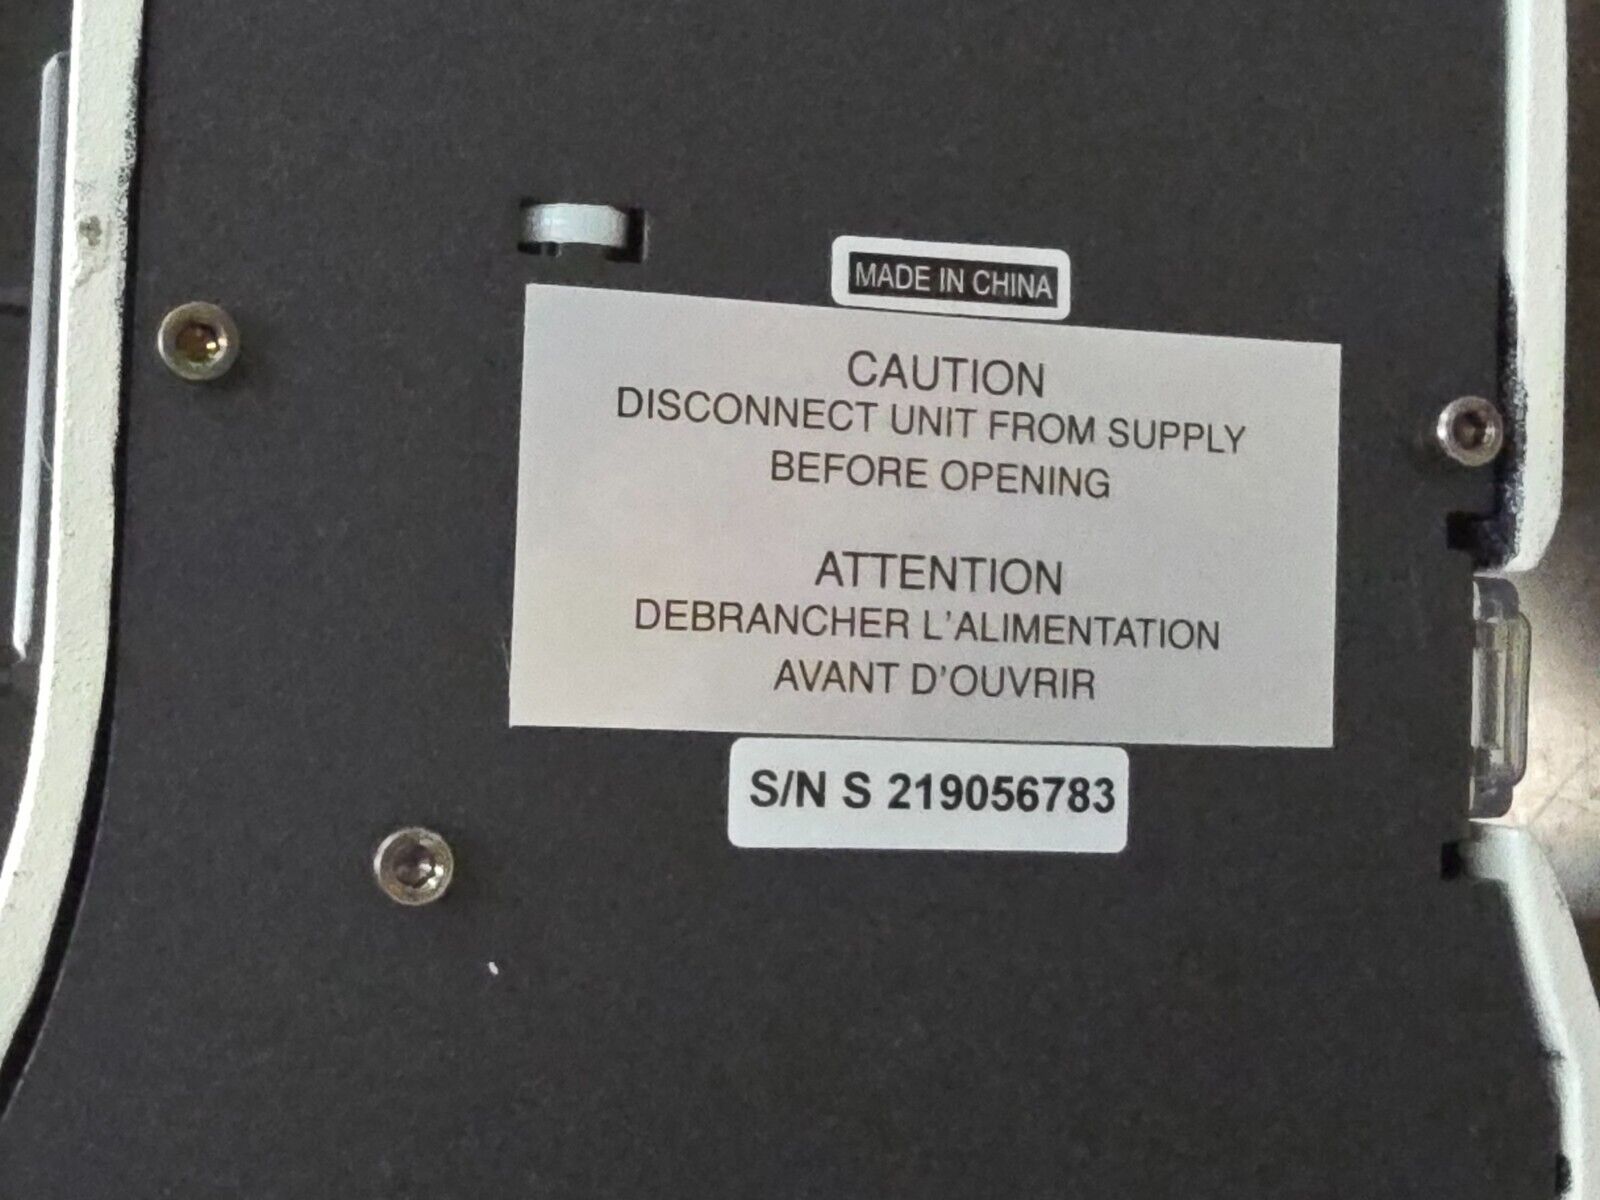 MADE IN CHINA
CAUTION
DISCONNECT UNIT FROM SUPPLY
BEFORE OPENING
ATTENTION
DEBRANCHER L'ALIMENTATION
AVANT D'OUVRIR
S/N S 219056783